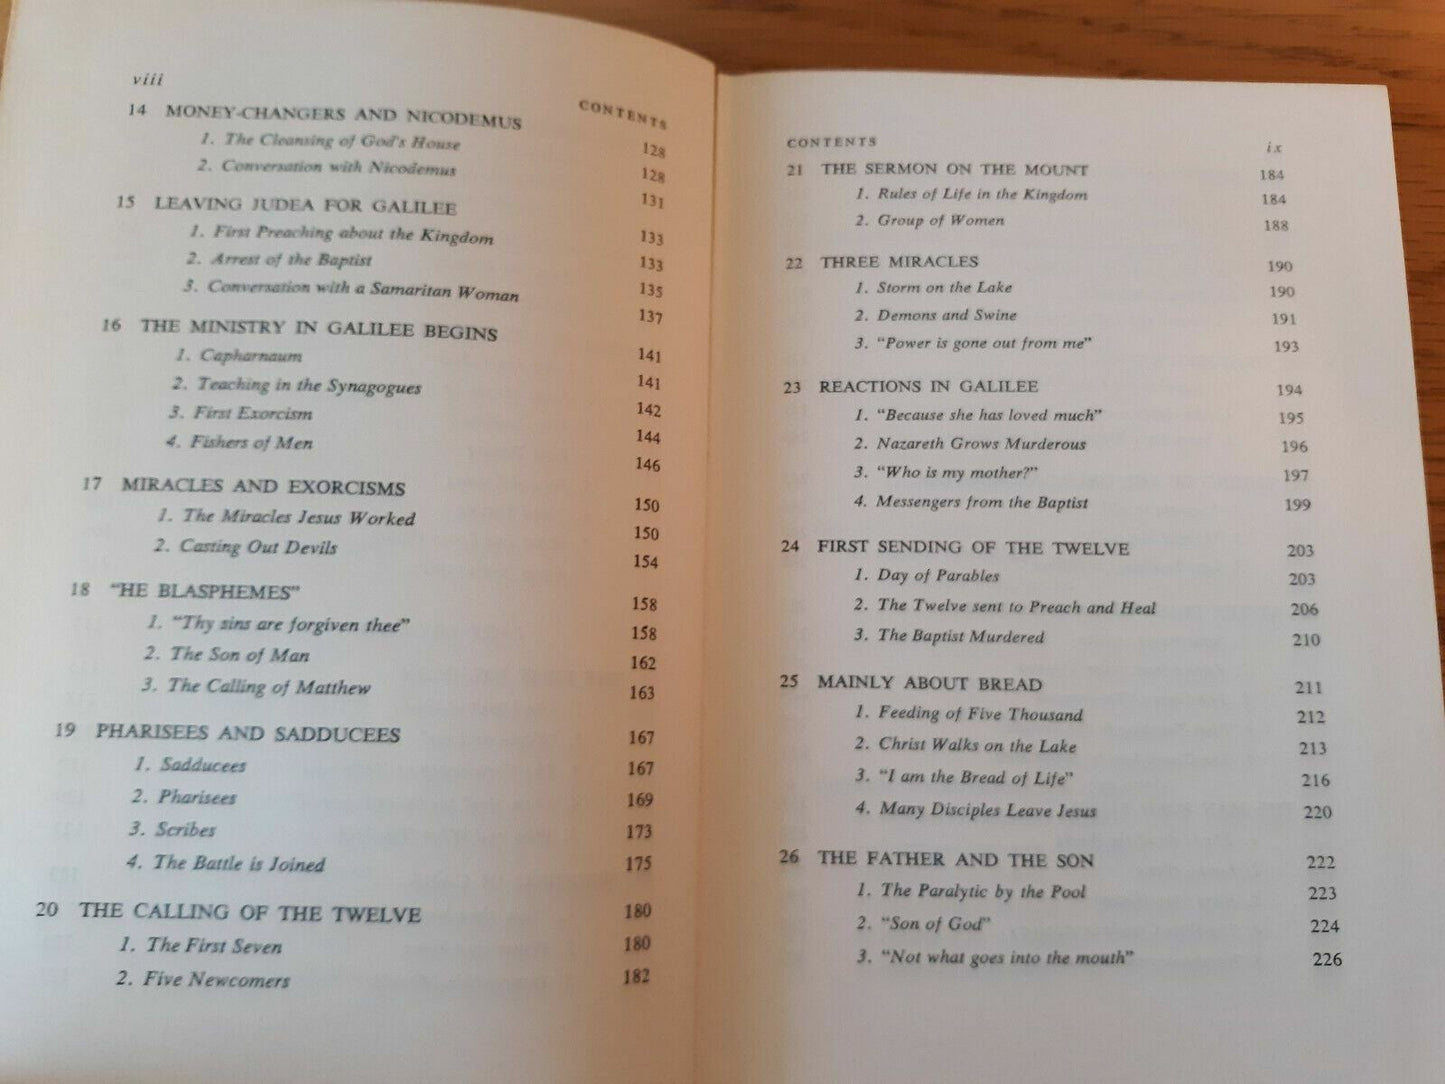 viii
CONTENTS
14 MONEY-CHANGERS AND NICODEMUS 128
1. The Cleansing of God's House 128
2. Conversation with Nicodemus 131
15 LEAVING JUDEA FOR GALILEE 133
1. First Preaching about the Kingdom 133
2. Arrest of the Baptist 135
3. Conversation with a Samaritan Woman 137
16 THE MINISTRY IN GALILEE BEGINS 141
1. Capharnaum 141
2. Teaching in the Synagogues 142
3. First Exorcism 144
4. Fishers of Men 146
17 MIRACLES AND EXORCISMS 150
1. The Miracles Jesus Worked 150
2. Casting Out Devils 154
18 "HE BLASPHEMES" 158
1. "Thy sins are forgiven thee" 158
2. The Son of Man 162
3. The Calling of Matthew 163
19 PHARISEES AND SADDUCEES 167
1. Sadducees 167
2. Pharisees 169
3. Scribes 173
4. The Battle is Joined 175
20 THE CALLING OF THE TWELVE 180
1. The First Seven 180
2. Five Newcomers 182
CONTENTS ix
21 THE SERMON ON THE MOUNT 184
1. Rules of Life in the Kingdom 184
2. Group of Women 188
22 THREE MIRACLES 190
1. Storm on the Lake 190
2. Demons and Swine 191
3. "Power is gone out from me" 193
23 REACTIONS IN GALILEE 194
1. "Because she has loved much" 195
2. Nazareth Grows Murderous 196
3. "Who is my mother?" 197
4. Messengers from the Baptist 199
24 FIRST SENDING OF THE TWELVE 203
1. Day of Parables 203
2. The Twelve sent to Preach and Heal 206
3. The Baptist Murdered 210
25 MAINLY ABOUT BREAD 211
1. Feeding of Five Thousand 212
2. Christ Walks on the Lake 213
3. "I am the Bread of Life" 216
4. Many Disciples Leave Jesus 220
26 THE FATHER AND THE SON 222
1. The Paralytic by the Pool 223
2. "Son of God" 224
3. "Not what goes into the mouth" 226